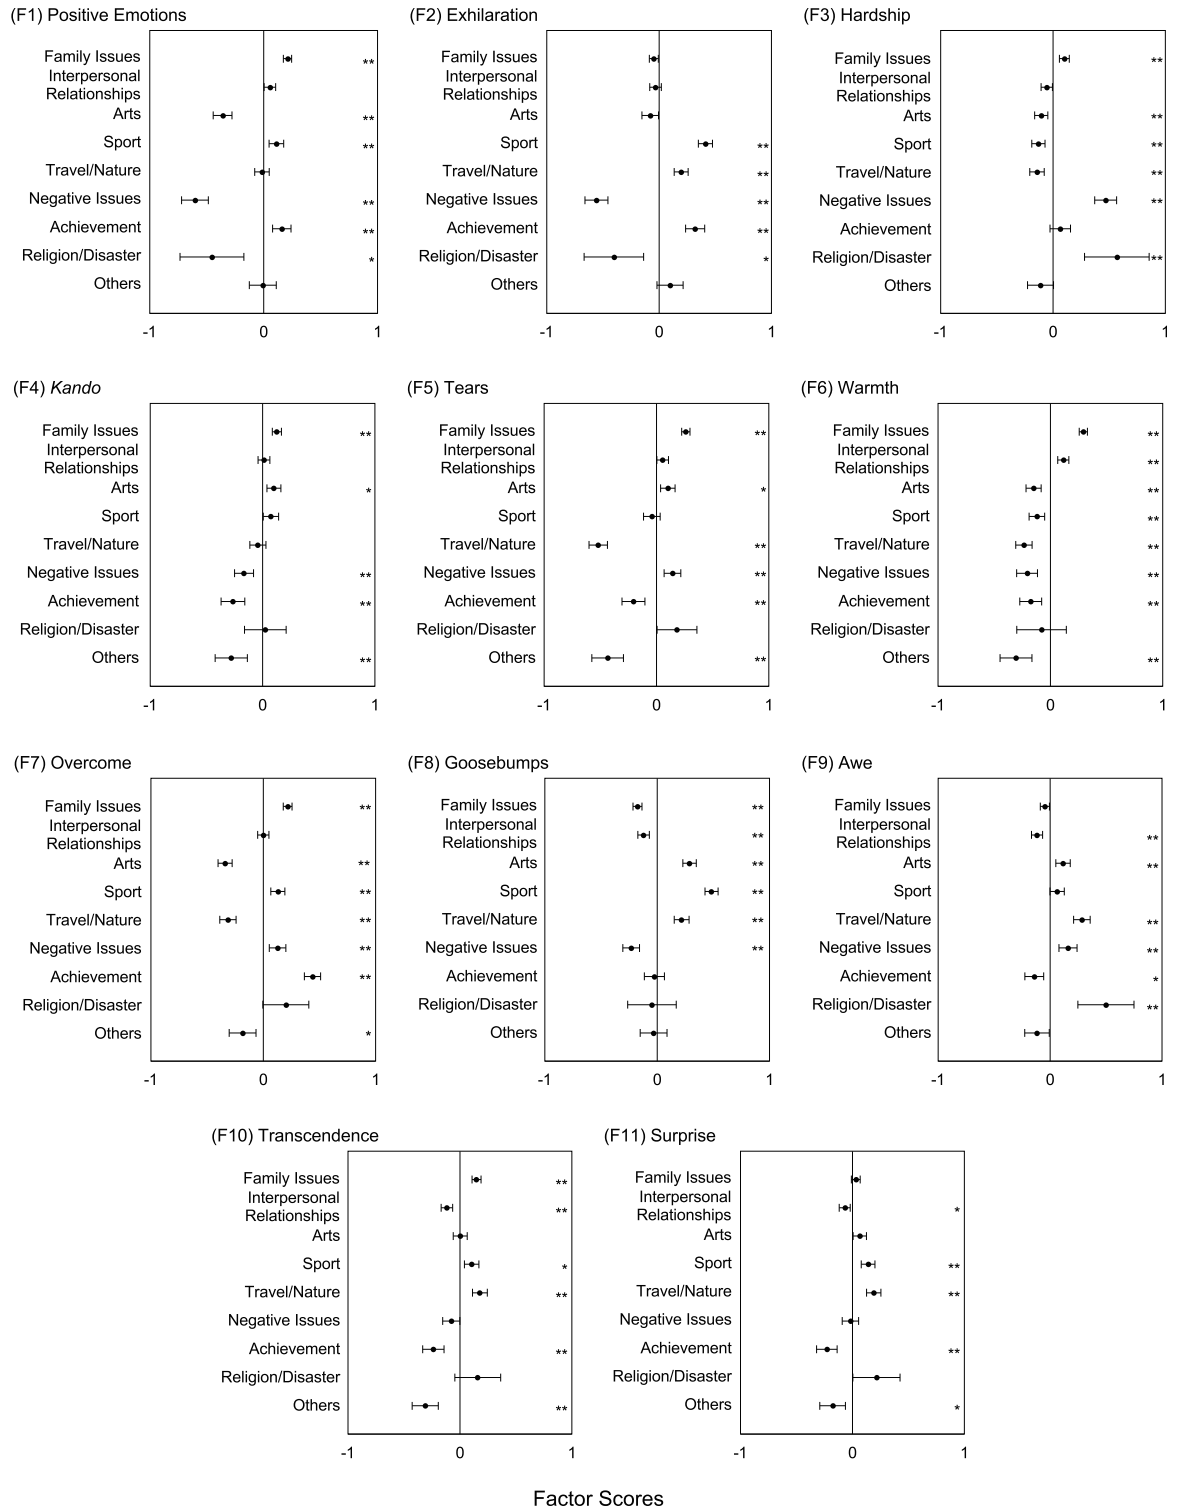 (F1) Positive Emotions
Family Issues **
Interpersonal
Relationships
Arts **
Sport **
Travel/Nature
Negative Issues **
Achievement **
Religion/Disaster *
Others
-1 0 1
(F2) Exhilaration
Family Issues
Interpersonal
Relationships
Arts
Sport **
Travel/Nature **
Negative Issues **
Achievement **
Religion/Disaster *
Others
-1 0 1
(F3) Hardship
Family Issues **
Interpersonal
Relationships
Arts **
Sport **
Travel/Nature **
Negative Issues **
Achievement
Religion/Disaster **
Others
-1 0 1
(F4) Kando
Family Issues **
Interpersonal
Relationships
Arts *
Sport
Travel/Nature
Negative Issues **
Achievement **
Religion/Disaster
Others **
-1 0 1
(F5) Tears
Family Issues **
Interpersonal
Relationships
Arts *
Sport
Travel/Nature **
Negative Issues **
Achievement **
Religion/Disaster
Others **
-1 0 1
(F6) Warmth
Family Issues **
Interpersonal
Relationships **
Arts **
Sport **
Travel/Nature **
Negative Issues **
Achievement **
Religion/Disaster
Others **
-1 0 1
(F7) Overcome
Family Issues **
Interpersonal
Relationships
Arts **
Sport **
Travel/Nature **
Negative Issues **
Achievement **
Religion/Disaster
Others *
-1 0 1
(F8) Goosebumps
Family Issues **
Interpersonal
Relationships **
Arts **
Sport **
Travel/Nature **
Negative Issues **
Achievement
Religion/Disaster
Others
-1 0 1
(F9) Awe
Family Issues
Interpersonal
Relationships **
Arts **
Sport
Travel/Nature **
Negative Issues **
Achievement *
Religion/Disaster **
Others
-1 0 1
(F10) Transcendence
Family Issues **
Interpersonal
Relationships **
Arts
Sport *
Travel/Nature **
Negative Issues
Achievement **
Religion/Disaster
Others **
-1 0 1
(F11) Surprise
Family Issues
Interpersonal
Relationships *
Arts
Sport **
Travel/Nature **
Negative Issues
Achievement **
Religion/Disaster
Others *
-1 0 1
Factor Scores